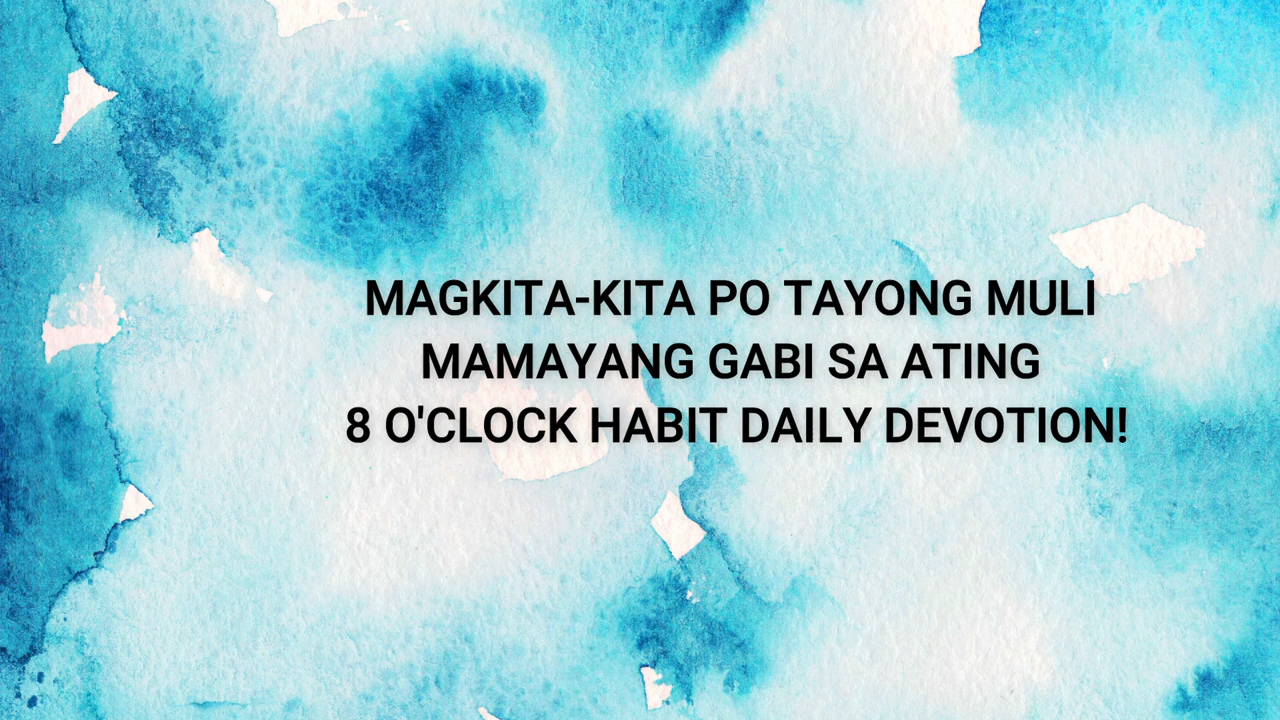 MAGKITA-KITA PO TAYONG MULI
MAMAYANG GABI SA ATING
8 O'CLOCK HABIT DAILY DEVOTION!